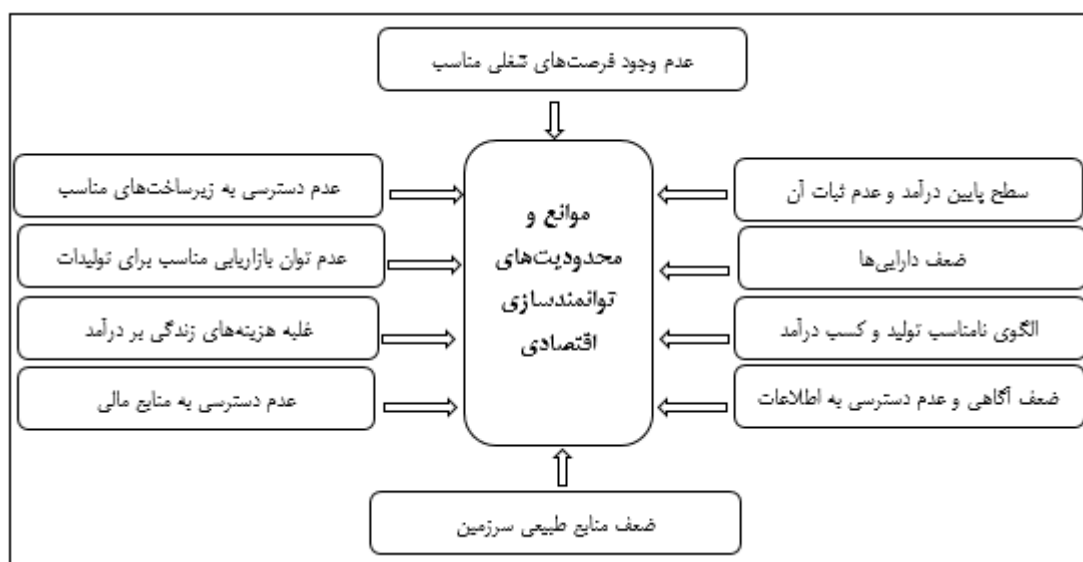 عدم وجود فرصت‌های شغلی مناسب
سطح پایین درآمد و عدم ثبات آن
ضعف دارایی‌ها
الگوی نامناسب تولید و کسب درآمد
ضعف آگاهی و عدم دسترسی به اطلاعات
موانع و
محدودیت‌های
توانمندسازی
اقتصادی
عدم دسترسی به زیرساخت‌های مناسب
عدم توان بازاریابی مناسب برای تولیدات
غلبه هزینه‌های زندگی بر درآمد
عدم دسترسی به منابع مالی
ضعف منابع طبیعی سرزمین